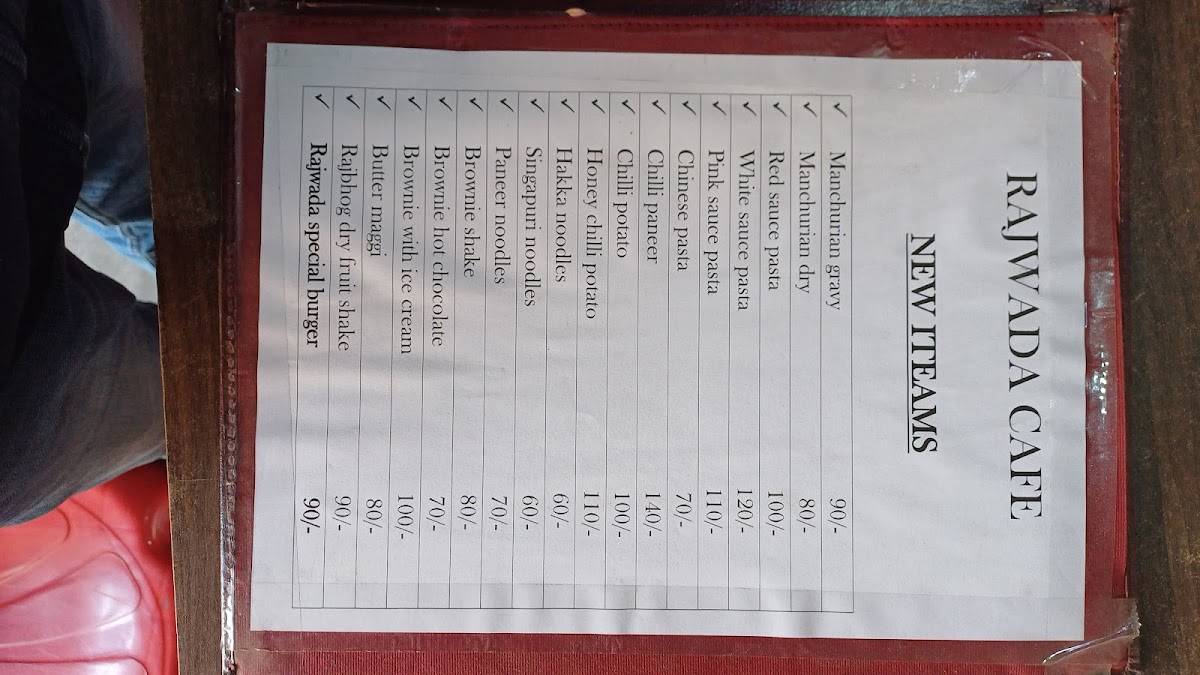 RAJWADA CAFE
NEW ITEAMS
✓ Manchurian gravy 90/-
✓ Manchurian dry 80/-
✓ Red sauce pasta 100/-
✓ White sauce pasta 120/-
✓ Pink sauce pasta 110/-
✓ Chinese pasta 70/-
✓ Chilli paneer 140/-
✓ Chilli potato 100/-
✓ Honey chilli potato 110/-
✓ Hakka noodles 60/-
✓ Singapuri noodles 60/-
✓ Paneer noodles 70/-
✓ Brownie shake 80/-
✓ Brownie hot chocolate 70/-
✓ Brownie with ice cream 100/-
✓ Butter maggi 80/-
✓ Rajbhog dry fruit shake 90/-
✓ Rajwada special burger 90/-